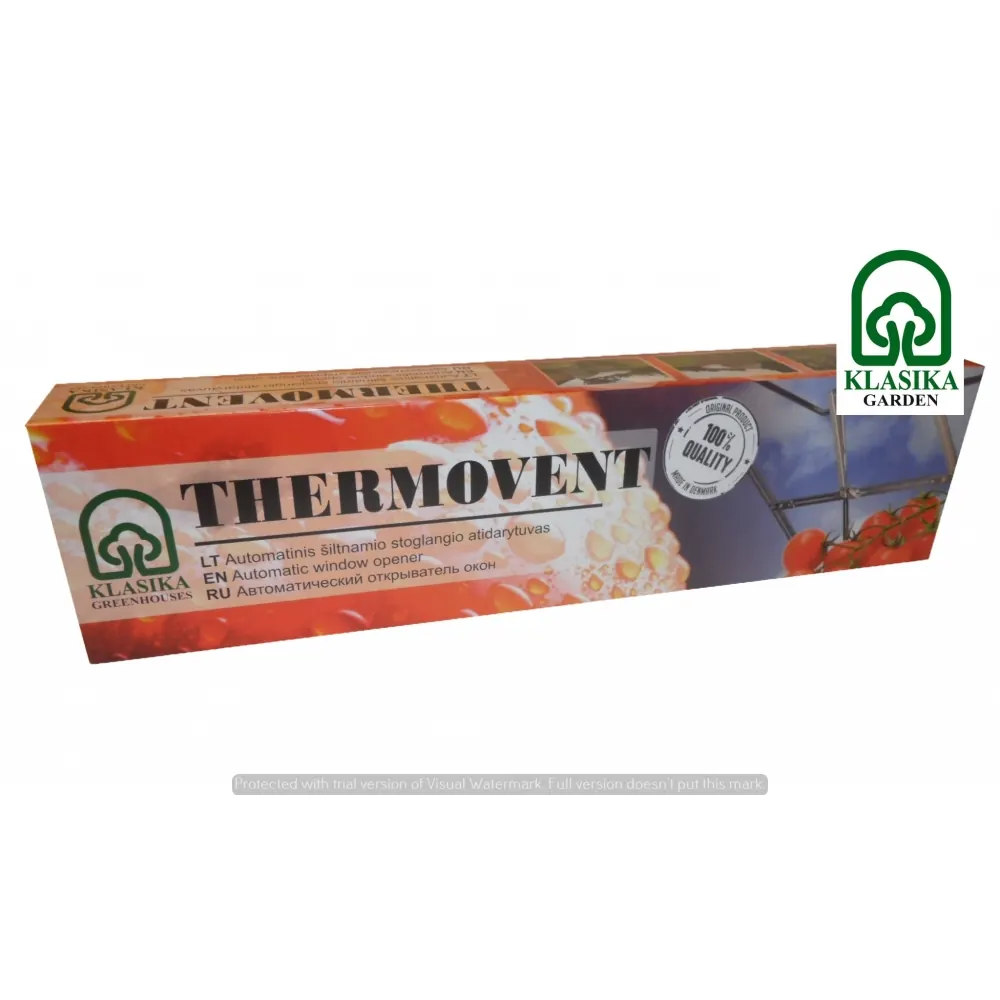 KLASIKA
GARDEN
THERMOVENT
THERMOVENT
ORIGINAL PRODUCT
100%
QUALITY
MADE IN DENMARK
LT Automatinis šiltnamio stoglangio atidarytuvas
EN Automatic window opener
RU Автоматический открыватель окон
KLASIKA
GREENHOUSES
Protected with trial version of Visual Watermark. Full version doesn't put this mark.